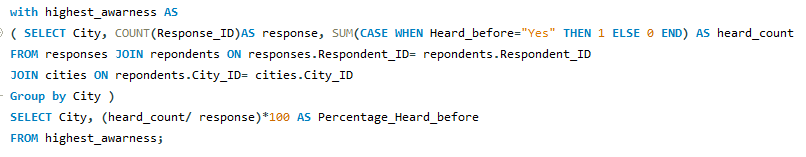 with highest_awarness AS
( SELECT City, COUNT(Response_ID)AS response, SUM(CASE WHEN Heard_before="Yes" THEN 1 ELSE 0 END) AS heard_count
FROM responses JOIN repondents ON responses.Respondent_ID= repondents.Respondent_ID
JOIN cities ON repondents.City_ID= cities.City_ID
Group by City )
SELECT City, (heard_count/ response)*100 AS Percentage_Heard_before
FROM highest_awarness;